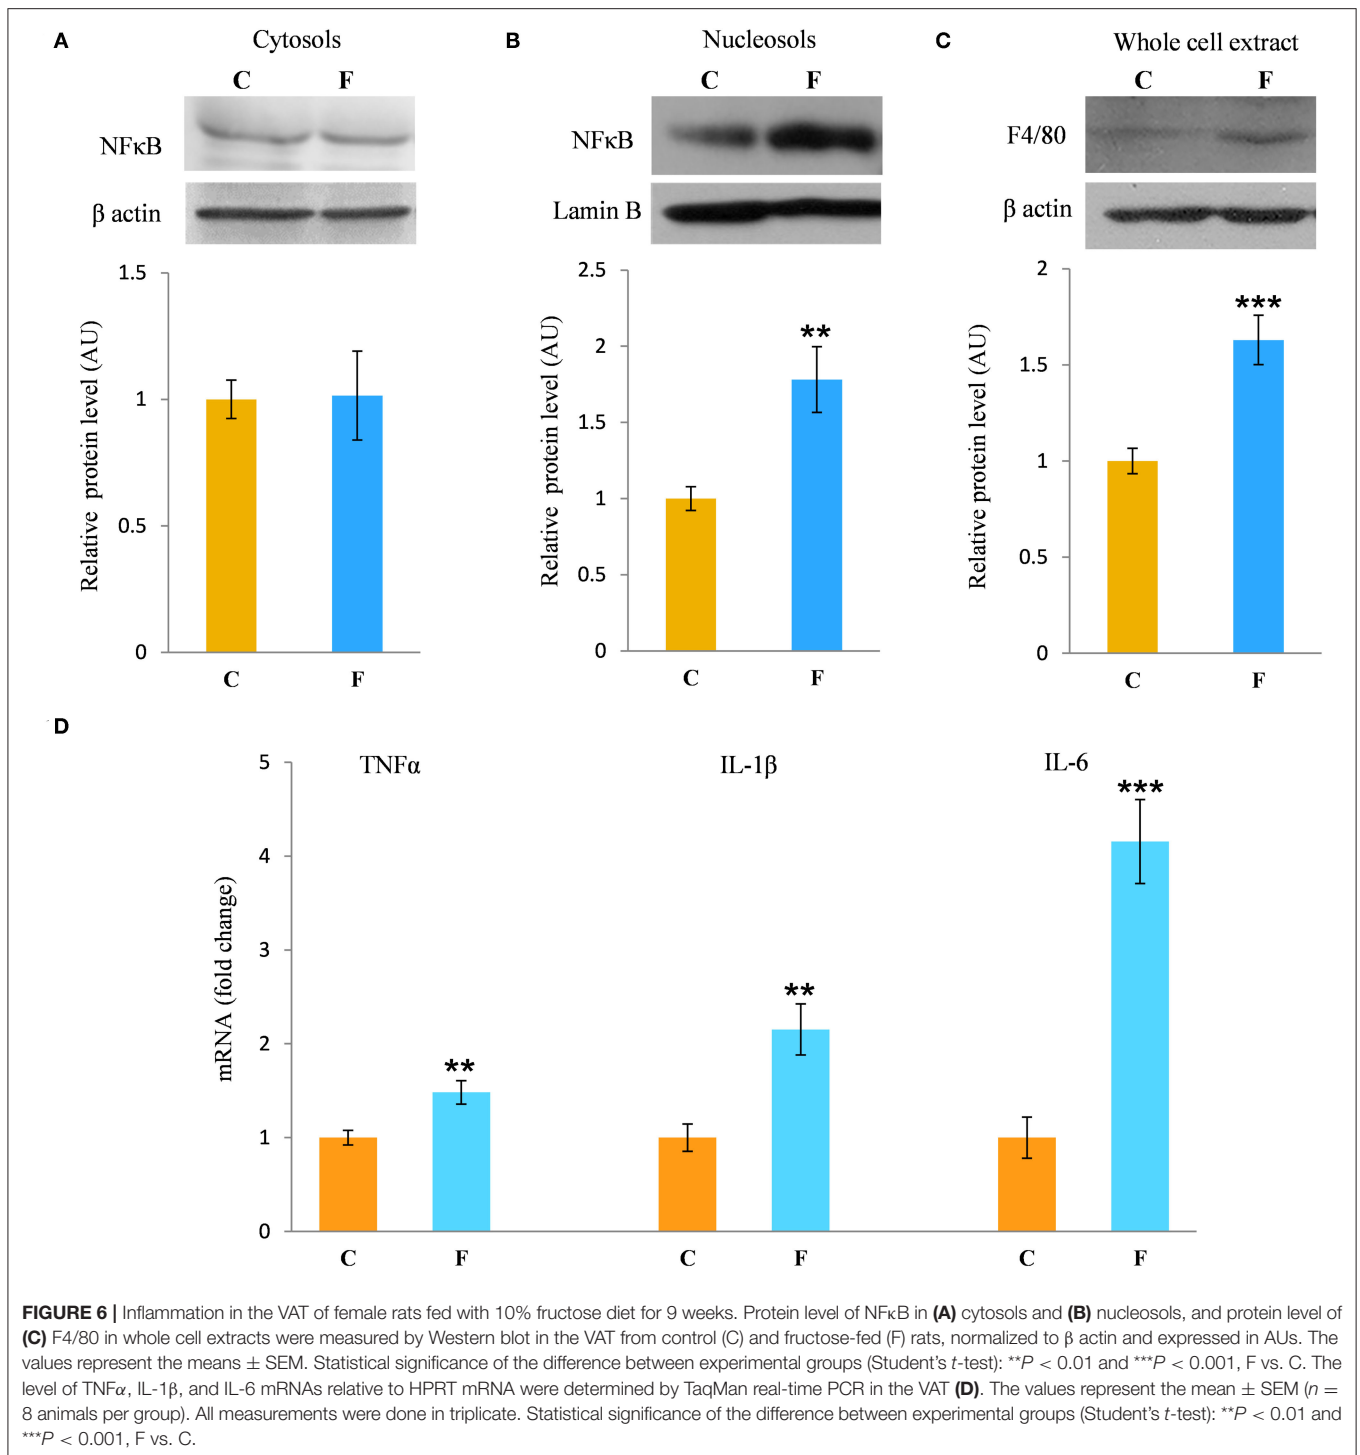 A
Cytosols
C F
NFκB
β actin
1.5
1
0.5
0
Relative protein level (AU)
C F
B
Nucleosols
C F
NFκB
Lamin B
2.5
2
1.5
1
0.5
0
Relative protein level (AU)
**
C F
C
Whole cell extract
C F
F4/80
β actin
2
1.5
1
0.5
0
Relative protein level (AU)
***
C F
D
TNFα IL-1β IL-6
5
4
3
2
1
0
mRNA (fold change)
** ** ***
C F C F C F
FIGURE 6 | Inflammation in the VAT of female rats fed with 10% fructose diet for 9 weeks. Protein level of NFκB in (A) cytosols and (B) nucleosols, and protein level of
(C) F4/80 in whole cell extracts were measured by Western blot in the VAT from control (C) and fructose-fed (F) rats, normalized to β actin and expressed in AUs. The
values represent the means ± SEM. Statistical significance of the difference between experimental groups (Student's t-test): **P < 0.01 and ***P < 0.001, F vs. C. The
level of TNFα, IL-1β, and IL-6 mRNAs relative to HPRT mRNA were determined by TaqMan real-time PCR in the VAT (D). The values represent the mean ± SEM (n =
8 animals per group). All measurements were done in triplicate. Statistical significance of the difference between experimental groups (Student's t-test): **P < 0.01 and
***P < 0.001, F vs. C.